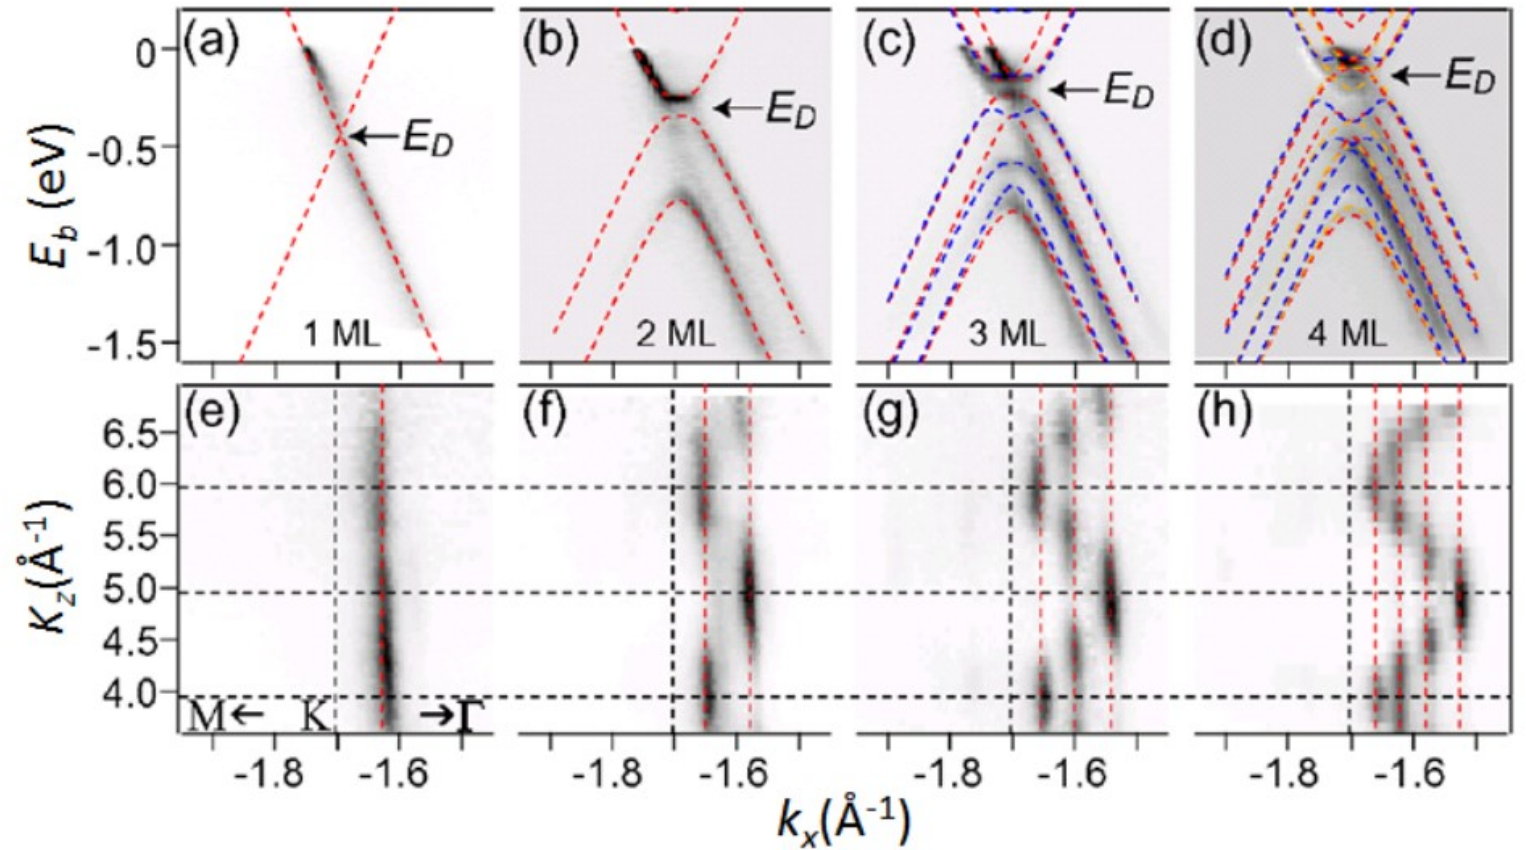 (a) (b) (c) (d)
0
-0.5
-1.0
-1.5
E_b (eV)
E_D E_D E_D E_D
1 ML 2 ML 3 ML 4 ML
(e) (f) (g) (h)
6.5
6.0
5.5
5.0
4.5
4.0
K_z(Å^-1)
M← K →Γ
-1.8 -1.6 -1.8 -1.6 -1.8 -1.6 -1.8 -1.6
k_x(Å^-1)